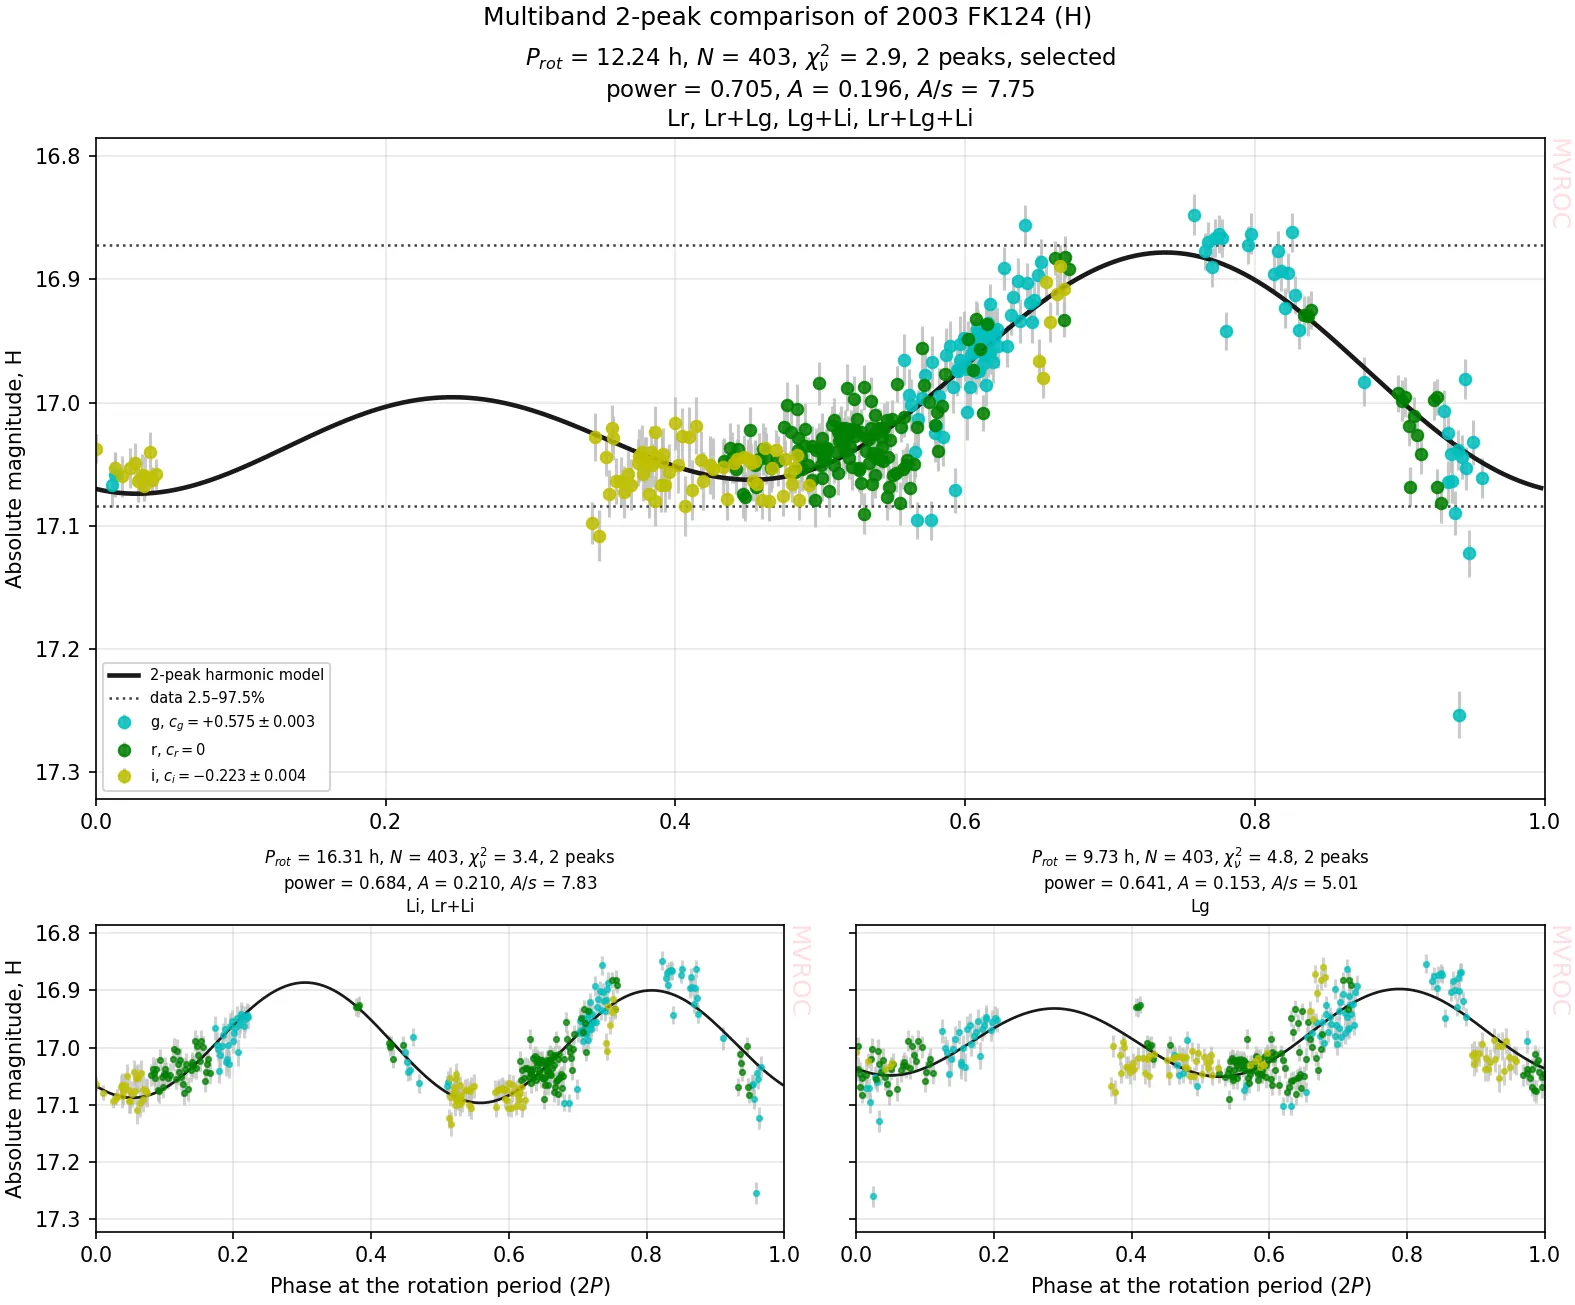 Multiband 2-peak comparison of 2003 FK124 (H)
P_rot = 12.24 h, N = 403, χ²_ν = 2.9, 2 peaks, selected
power = 0.705, A = 0.196, A/s = 7.75
Lr, Lr+Lg, Lg+Li, Lr+Lg+Li
16.8
16.9
17.0
17.1
17.2
17.3
Absolute magnitude, H
MVROC
2-peak harmonic model
data 2.5–97.5%
g, c_g = +0.575 ± 0.003
r, c_r = 0
i, c_i = −0.223 ± 0.004
0.0 0.2 0.4 0.6 0.8 1.0
P_rot = 16.31 h, N = 403, χ²_ν = 3.4, 2 peaks
power = 0.684, A = 0.210, A/s = 7.83
Li, Lr+Li
16.8
16.9
17.0
17.1
17.2
17.3
Absolute magnitude, H
MVROC
0.0 0.2 0.4 0.6 0.8 1.0
Phase at the rotation period (2P)
P_rot = 9.73 h, N = 403, χ²_ν = 4.8, 2 peaks
power = 0.641, A = 0.153, A/s = 5.01
Lg
MVROC
0.0 0.2 0.4 0.6 0.8 1.0
Phase at the rotation period (2P)